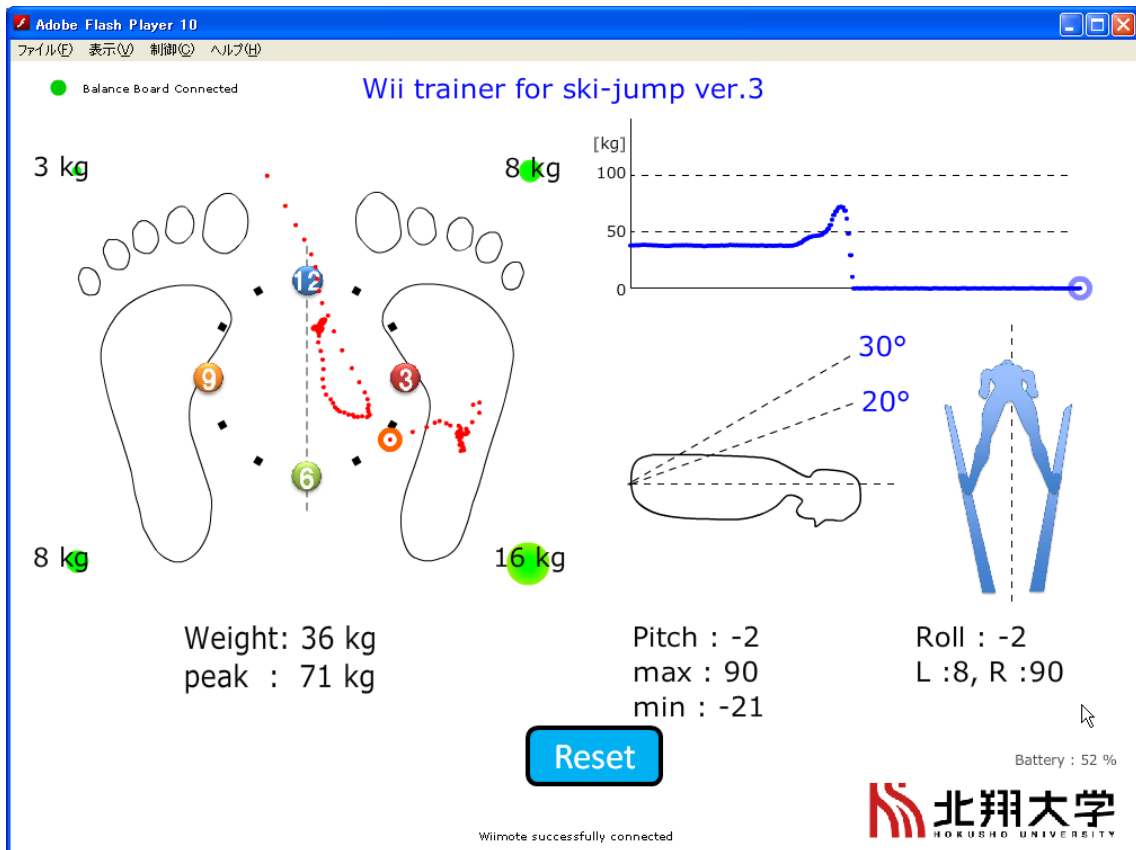 Adobe Flash Player 10
ファイル(F) 表示(V) 制御(C) ヘルプ(H)
Balance Board Connected
Wii trainer for ski-jump ver.3
3 kg
8 kg
12
9
3
6
8 kg
16 kg
[kg]
100
50
0
30°
20°
Weight: 36 kg
peak : 71 kg
Pitch : -2
max : 90
min : -21
Roll : -2
L :8, R :90
Reset
Battery : 52 %
北翔大学
HOKUSHO UNIVERSITY
Wiimote successfully connected